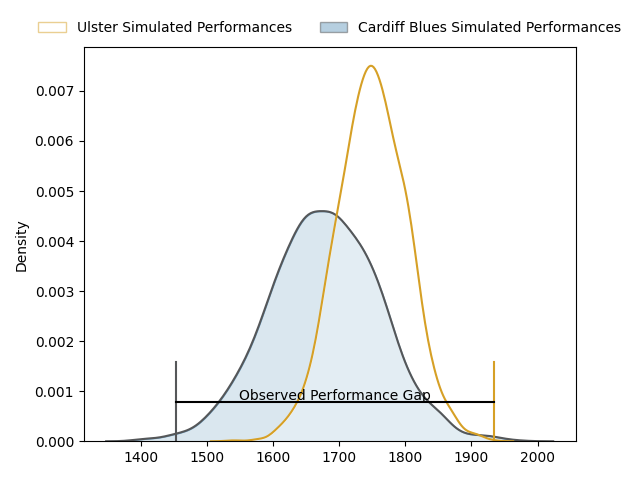 Ulster Simulated Performances Cardiff Blues Simulated Performances
0.007
0.006
0.005
0.004
0.003
0.002
0.001
0.000
Density
Observed Performance Gap
1400 1500 1600 1700 1800 1900 2000